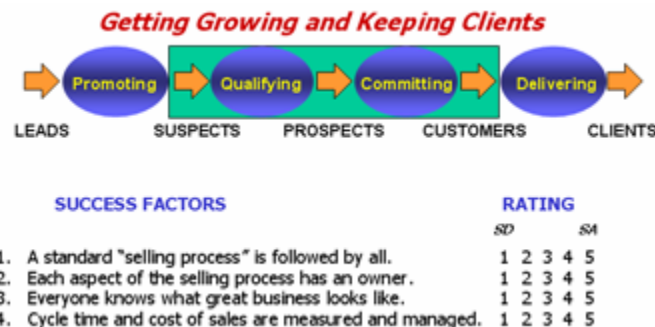 Getting Growing and Keeping Clients
Promoting Qualifying Committing Delivering
LEADS SUSPECTS PROSPECTS CUSTOMERS CLIENTS
SUCCESS FACTORS RATING
SD SA
1. A standard "selling process" is followed by all. 1 2 3 4 5
2. Each aspect of the selling process has an owner. 1 2 3 4 5
3. Everyone knows what great business looks like. 1 2 3 4 5
4. Cycle time and cost of sales are measured and managed. 1 2 3 4 5